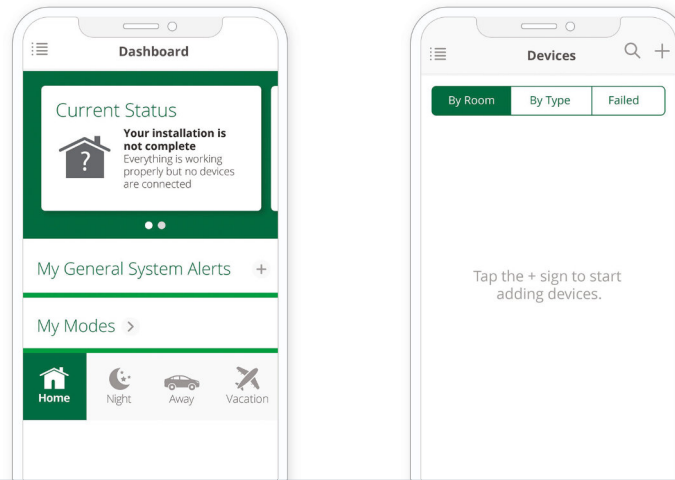 Dashboard
Current Status
Your installation is
not complete
Everything is working
properly but no devices
are connected
?
My General System Alerts +
My Modes >
Home Night Away Vacation
Devices +
By Room By Type Failed
Tap the + sign to start
adding devices.